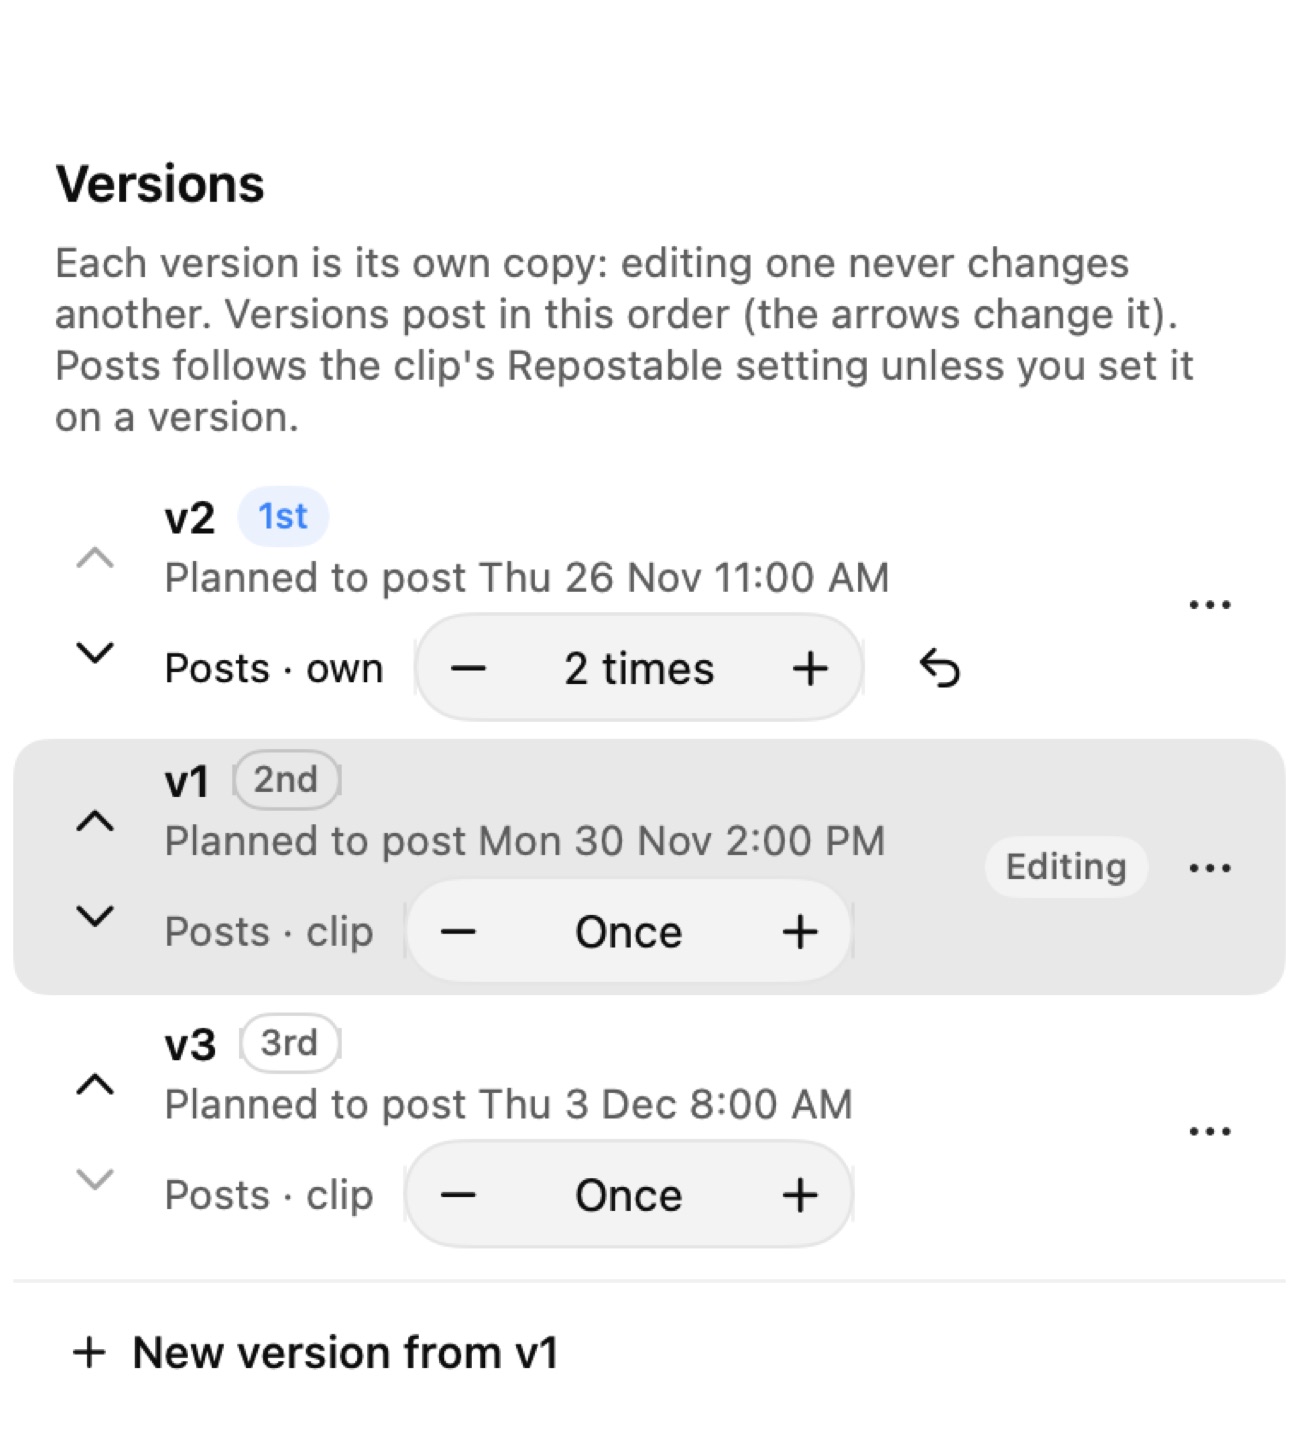 Versions
Each version is its own copy: editing one never changes
another. Versions post in this order (the arrows change it).
Posts follows the clip's Repostable setting unless you set it
on a version.
v2 1st
Planned to post Thu 26 Nov 11:00 AM
Posts · own − 2 times +
v1 2nd
Planned to post Mon 30 Nov 2:00 PM
Editing
Posts · clip − Once +
v3 3rd
Planned to post Thu 3 Dec 8:00 AM
Posts · clip − Once +
+ New version from v1